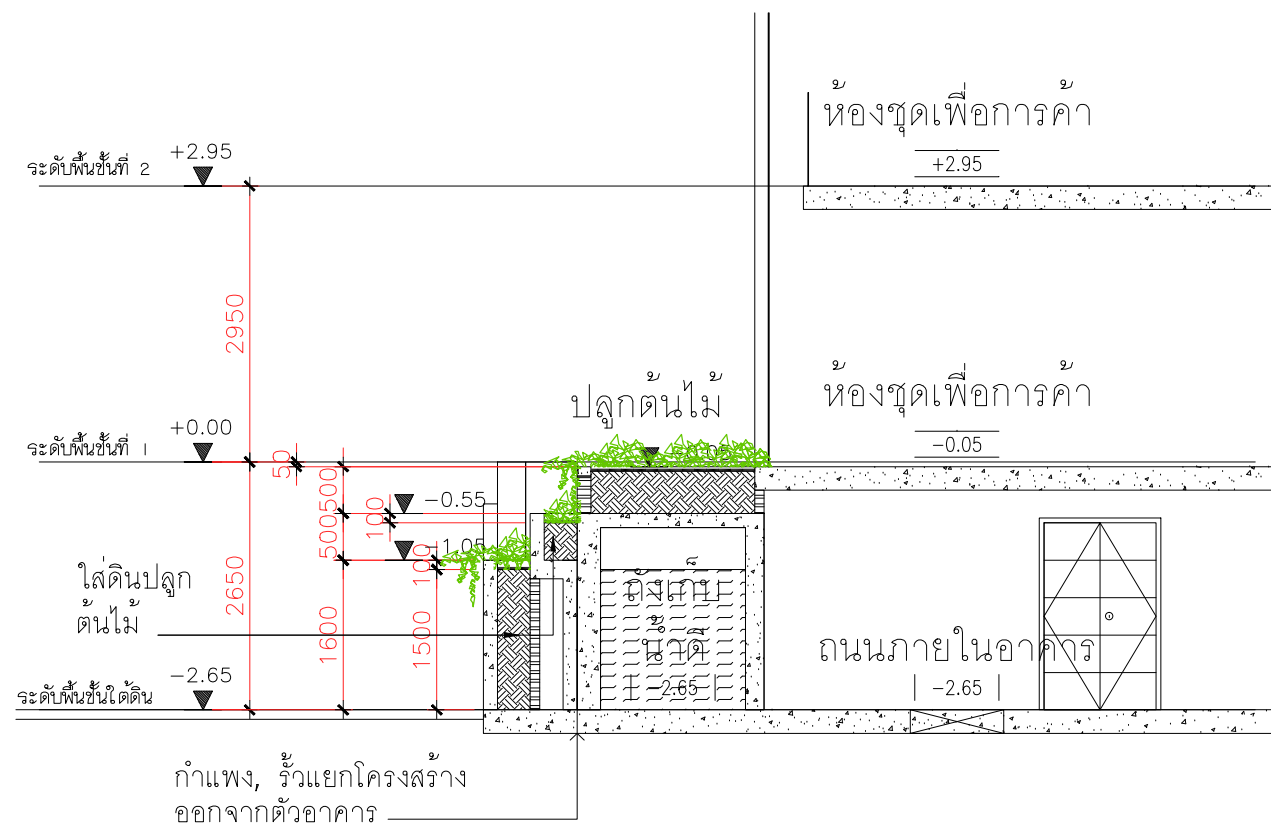 ห้องชุดเพื่อการค้า
+2.95
ระดับพื้นชั้นที่ 2
+2.95
2950
ห้องชุดเพื่อการค้า
-0.05
ปลูกต้นไม้
-0.05
+0.00
ระดับพื้นชั้นที่ 1
50
500
500
100
-0.55
-1.05
100
ใส่ดินปลูก
ต้นไม้
2650
1600
1500
ถังเก็บ
น้ำดี
-2.65
ถนนภายในอาคาร
-2.65
-2.65
ระดับพื้นชั้นใต้ดิน
กำแพง, รั้วแยกโครงสร้าง
ออกจากตัวอาคาร